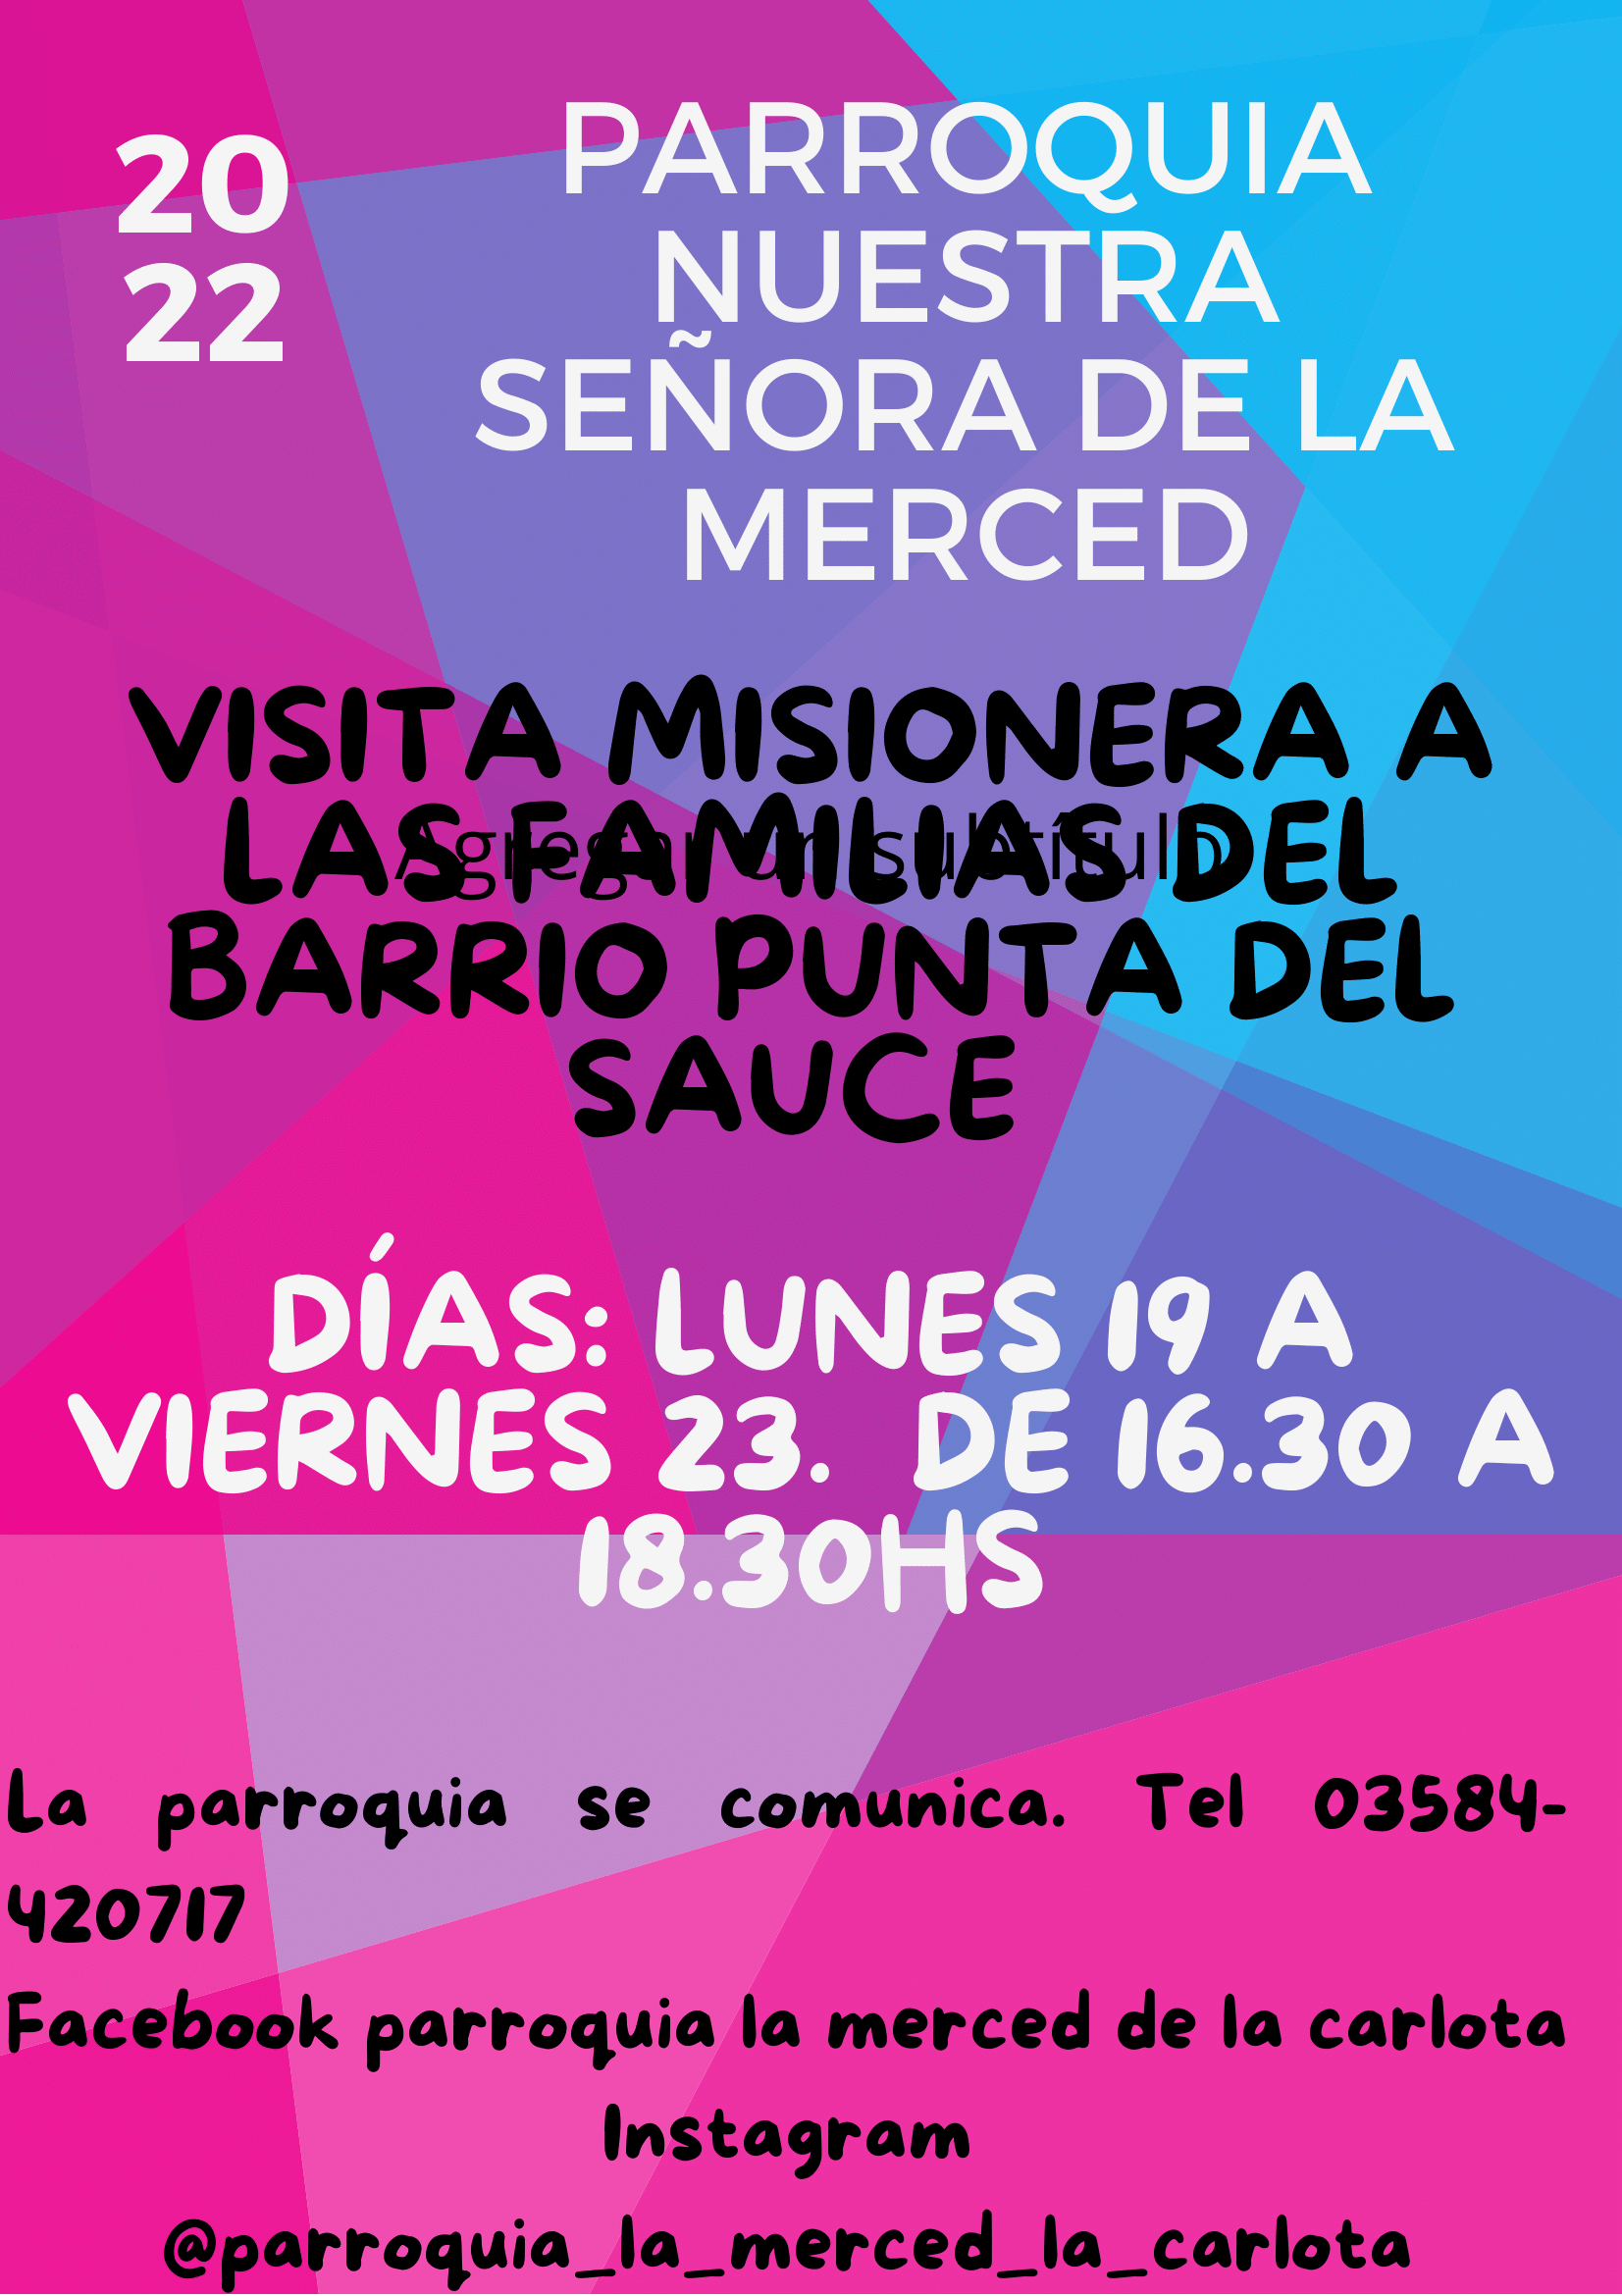 20
22
PARROQUIA
NUESTRA
SEÑORA DE LA
MERCED
VISITA MISIONERA A
LAS FAMILIAS DEL
Agregar un subtítulo
BARRIO PUNTA DEL
SAUCE
DÍAS: LUNES 19 A
VIERNES 23. DE 16.30 A
18.30HS
La parroquia se comunica. Tel 03584-
420717
Facebook parroquia la merced de la carlota
Instagram
@parroquia_la_merced_la_carlota